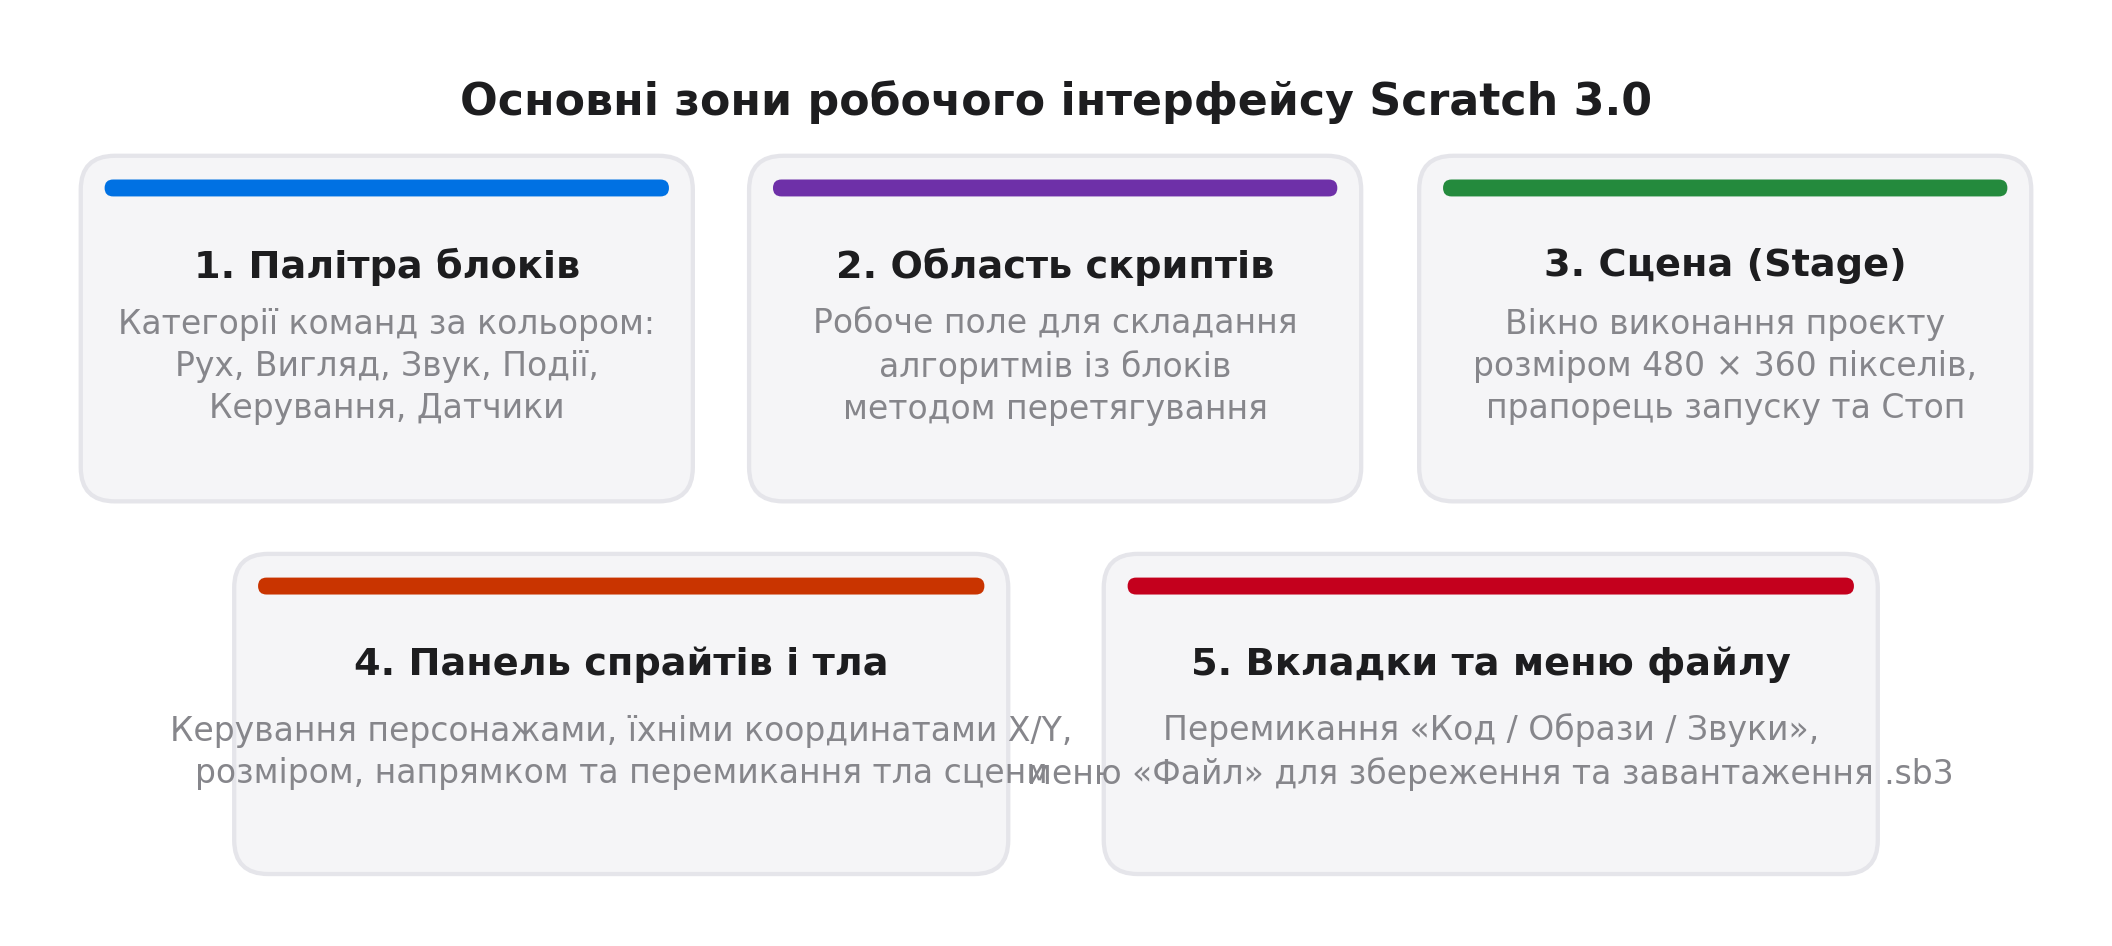 Основні зони робочого інтерфейсу Scratch 3.0
1. Палітра блоків
Категорії команд за кольором:
Рух, Вигляд, Звук, Події,
Керування, Датчики
2. Область скриптів
Робоче поле для складання
алгоритмів із блоків
методом перетягування
3. Сцена (Stage)
Вікно виконання проєкту
розміром 480 × 360 пікселів,
прапорець запуску та Стоп
4. Панель спрайтів і тла
Керування персонажами, їхніми координатами X/Y,
розміром, напрямком та перемикання тла сцени
5. Вкладки та меню файлу
Перемикання «Код / Образи / Звуки»,
меню «Файл» для збереження та завантаження .sb3